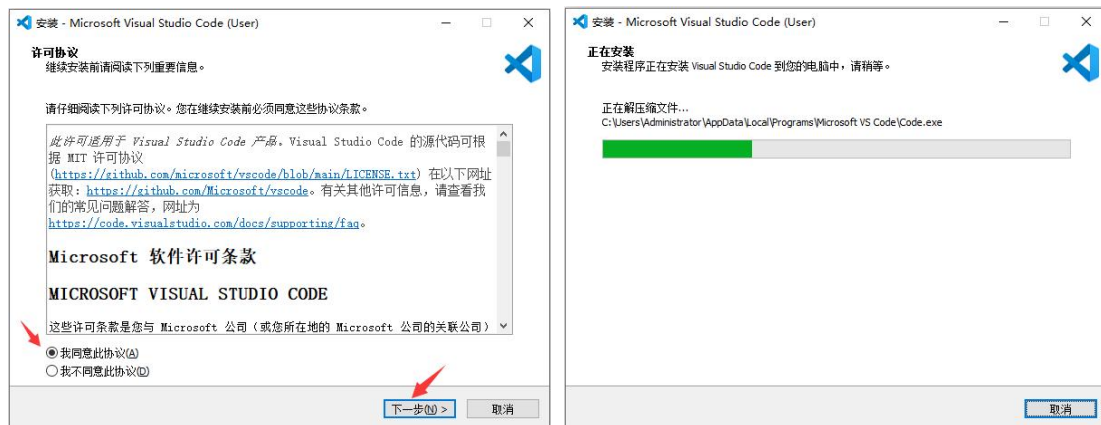 安装 - Microsoft Visual Studio Code (User)
许可协议
继续安装前请阅读下列重要信息。
请仔细阅读下列许可协议。您在继续安装前必须同意这些协议条款。
此许可适用于 Visual Studio Code 产品。Visual Studio Code 的源代码可根
据 MIT 许可协议
(https://github.com/microsoft/vscode/blob/main/LICENSE.txt) 在以下网址
获取：https://github.com/Microsoft/vscode。有关其他许可信息，请查看我
们的常见问题解答，网址为
https://code.visualstudio.com/docs/supporting/faq。
Microsoft 软件许可条款
MICROSOFT VISUAL STUDIO CODE
这些许可条款是您与 Microsoft 公司（或您所在地的 Microsoft 公司的关联公司）
我同意此协议(A)
我不同意此协议(D)
下一步(N) >
取消
安装 - Microsoft Visual Studio Code (User)
正在安装
安装程序正在安装 Visual Studio Code 到您的电脑中，请稍等。
正在解压缩文件...
C:\Users\Administrator\AppData\Local\Programs\Microsoft VS Code\Code.exe
取消